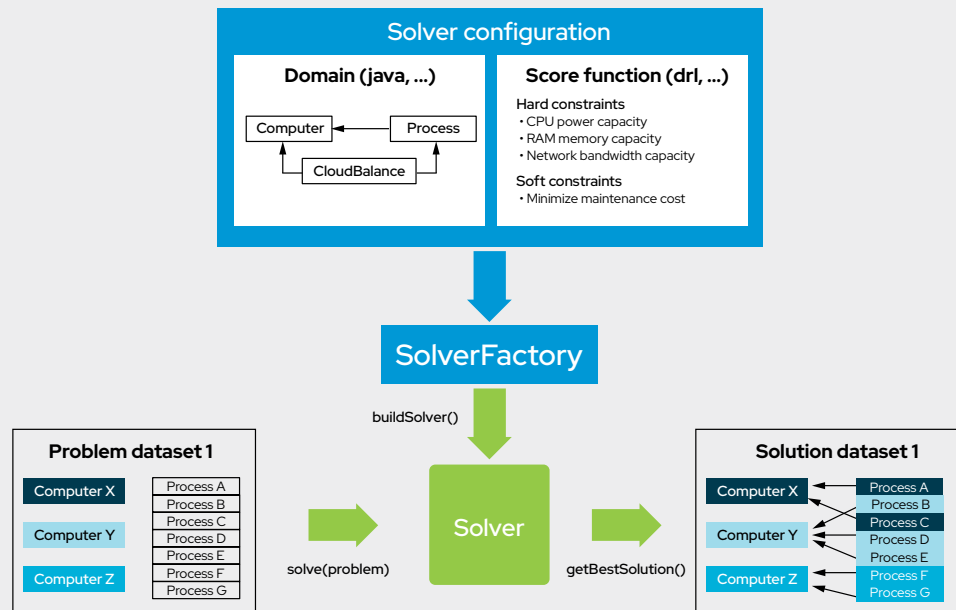 Solver configuration
Domain (java, ...)
Computer
Process
CloudBalance
Score function (drl, ...)
Hard constraints
• CPU power capacity
• RAM memory capacity
• Network bandwidth capacity
Soft constraints
• Minimize maintenance cost
SolverFactory
buildSolver()
Problem dataset 1
Computer X
Computer Y
Computer Z
Process A
Process B
Process C
Process D
Process E
Process F
Process G
solve(problem)
Solver
getBestSolution()
Solution dataset 1
Computer X
Computer Y
Computer Z
Process A
Process B
Process C
Process D
Process E
Process F
Process G